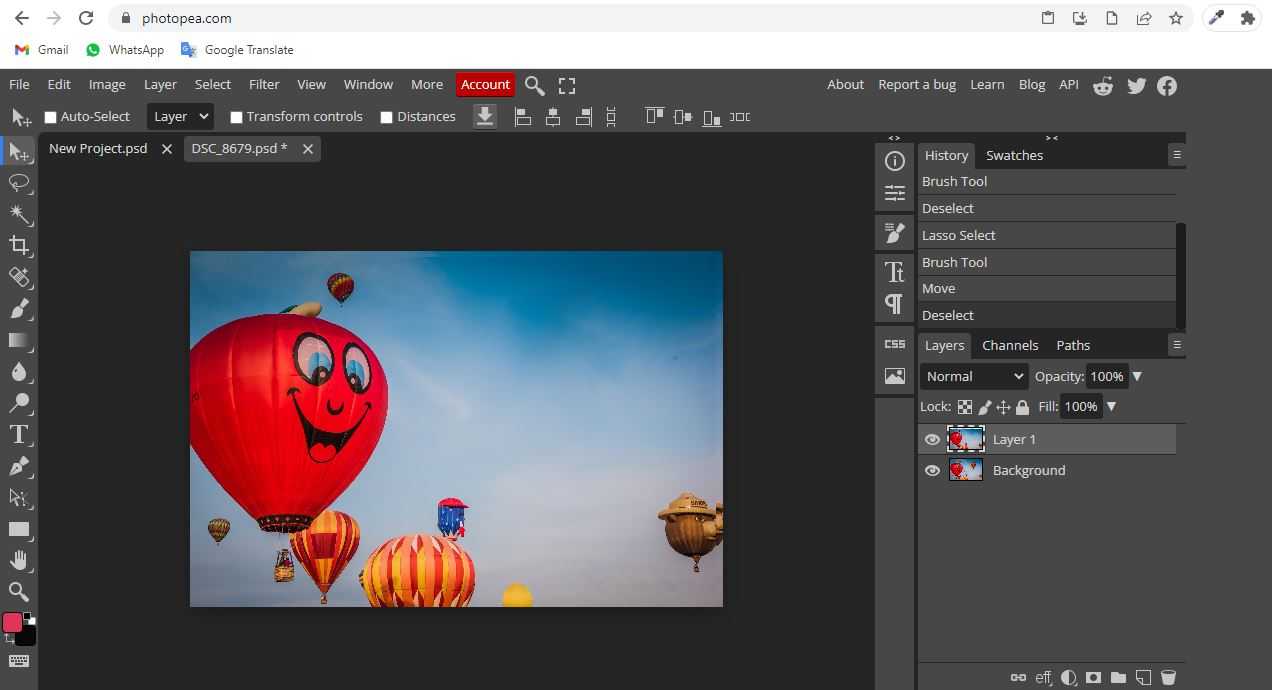 photopea.com
Gmail WhatsApp Google Translate
File Edit Image Layer Select Filter View Window More Account About Report a bug Learn Blog API
Auto-Select Layer Transform controls Distances
New Project.psd DSC_8679.psd *
History Swatches
Brush Tool
Deselect
Lasso Select
Brush Tool
Move
Deselect
CSS
Layers Channels Paths
Normal Opacity: 100%
Lock: Fill: 100%
Layer 1
Background
eff